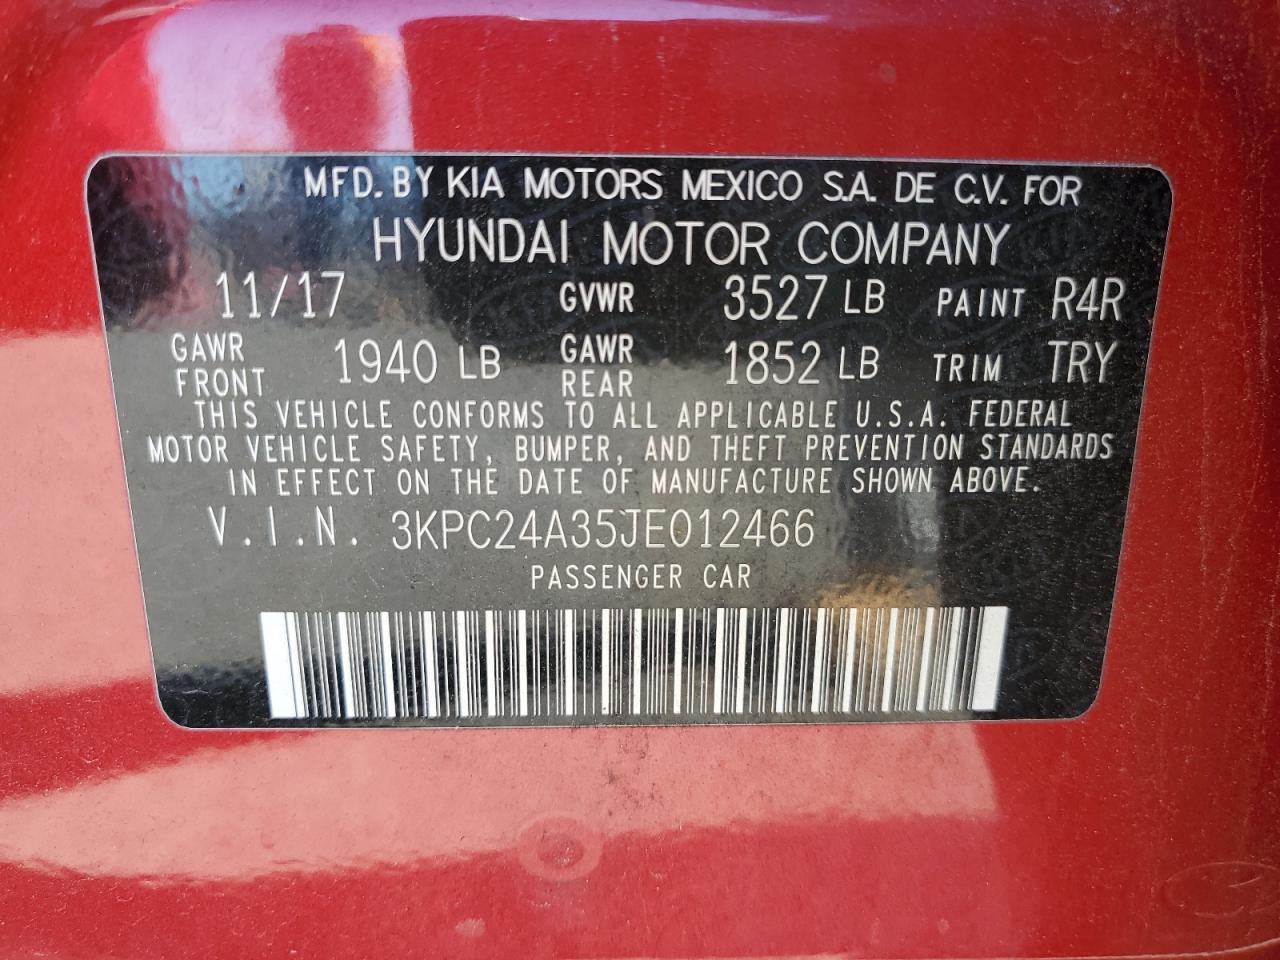 MFD. BY KIA MOTORS MEXICO S.A. DE C.V. FOR
HYUNDAI MOTOR COMPANY
11/17 GVWR 3527 LB PAINT R4R
GAWR FRONT 1940 LB GAWR REAR 1852 LB TRIM TRY
THIS VEHICLE CONFORMS TO ALL APPLICABLE U.S.A. FEDERAL
MOTOR VEHICLE SAFETY, BUMPER, AND THEFT PREVENTION STANDARDS
IN EFFECT ON THE DATE OF MANUFACTURE SHOWN ABOVE.
V.I.N. 3KPC24A35JE012466
PASSENGER CAR